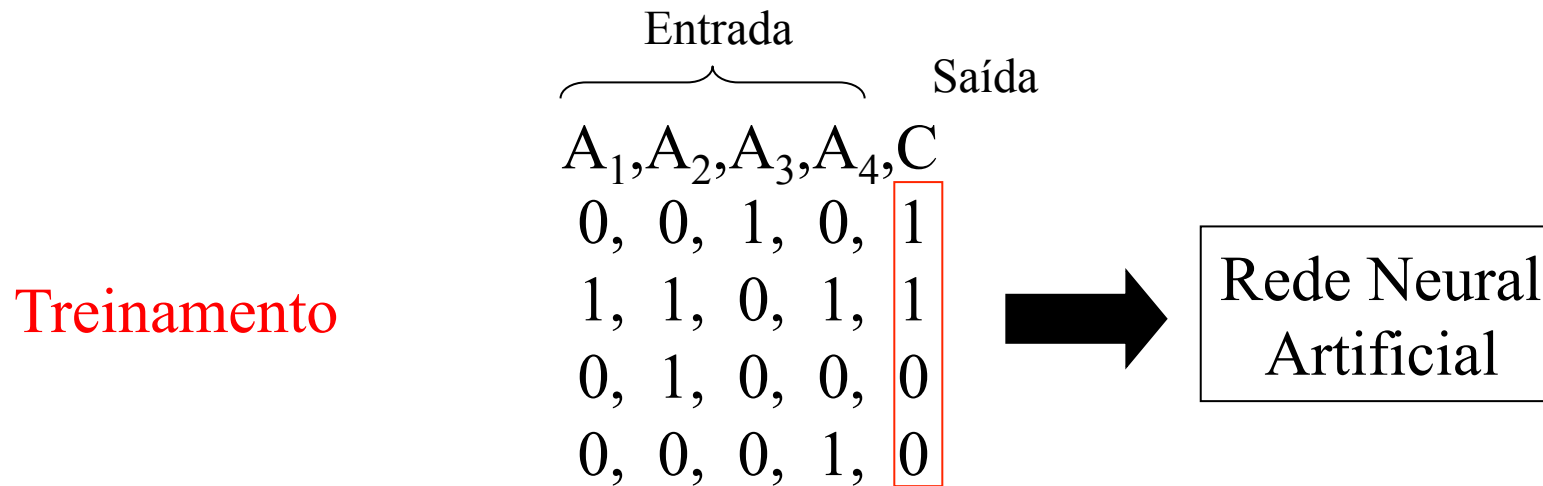 Entrada
Saída
A₁,A₂,A₃,A₄,C
0, 0, 1, 0, 1
1, 1, 0, 1, 1
0, 1, 0, 0, 0
0, 0, 0, 1, 0
Treinamento
Rede Neural
Artificial